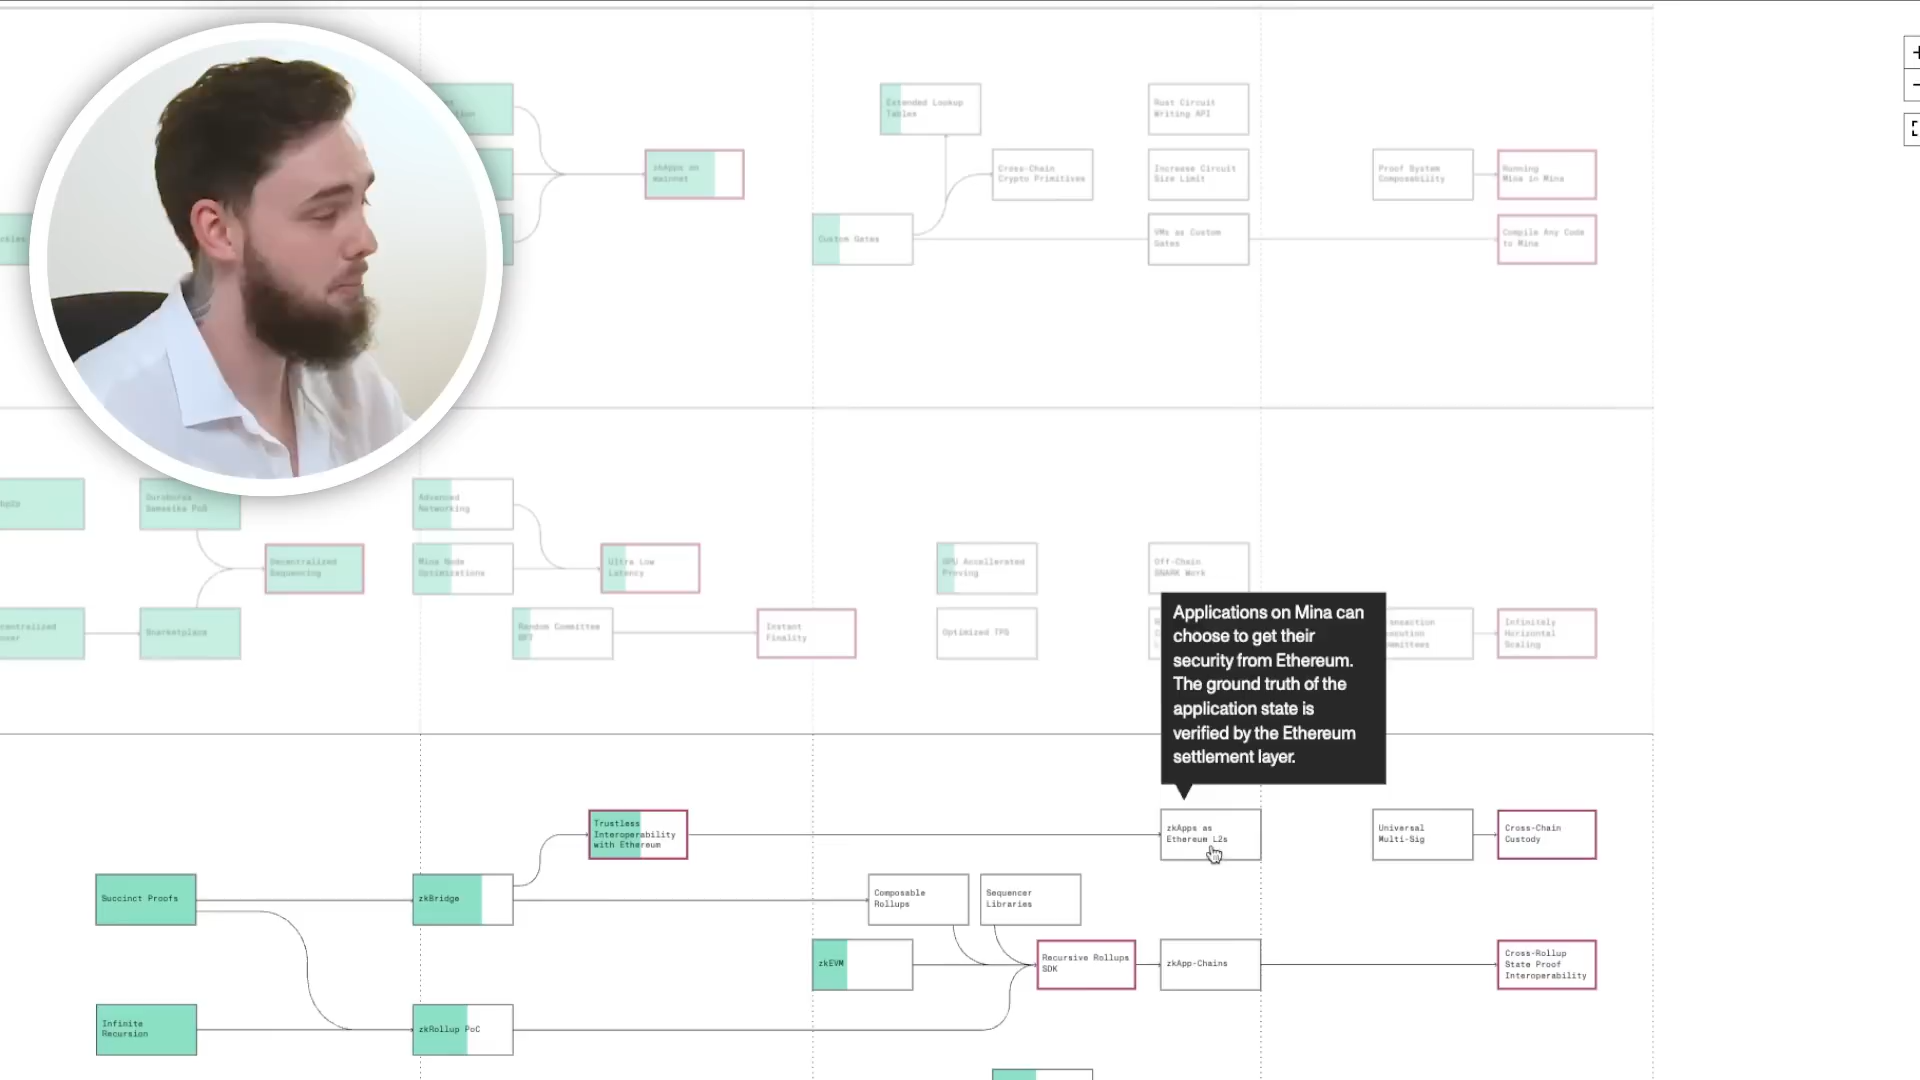 Extended Lookup
Tables
Rust Circuit
Writing API
zkApps on
mainnet
Cross-Chain
Crypto Primitives
Increase Circuit
Size Limit
Proof System
Composability
Running
Mina in Mina
Custom Gates
VMs as Custom
Gates
Compile Any Code
to Mina
Ouroboros
Samasika PoS
Advanced
Networking
Decentralized
Sequencing
Mina Node
Optimizations
Ultra Low
Latency
GPU Accellerated
Proving
Off-Chain
SNARK Work
Snarketplace
Random Committee
BFT
Instant
Finality
Optimized TPS
Infinitely
Horizontal
Scaling
Applications on Mina can
choose to get their
security from Ethereum.
The ground truth of the
application state is
verified by the Ethereum
settlement layer.
Trustless
Interoperability
with Ethereum
zkApps as
Ethereum L2s
Universal
Multi-Sig
Cross-Chain
Custody
Succinct Proofs
zkBridge
Composable
Rollups
Sequencer
Libraries
zkEVM
Recursive Rollups
SDK
zkApp-Chains
Cross-Rollup
State Proof
Interoperability
Infinite
Recursion
zkRollup PoC